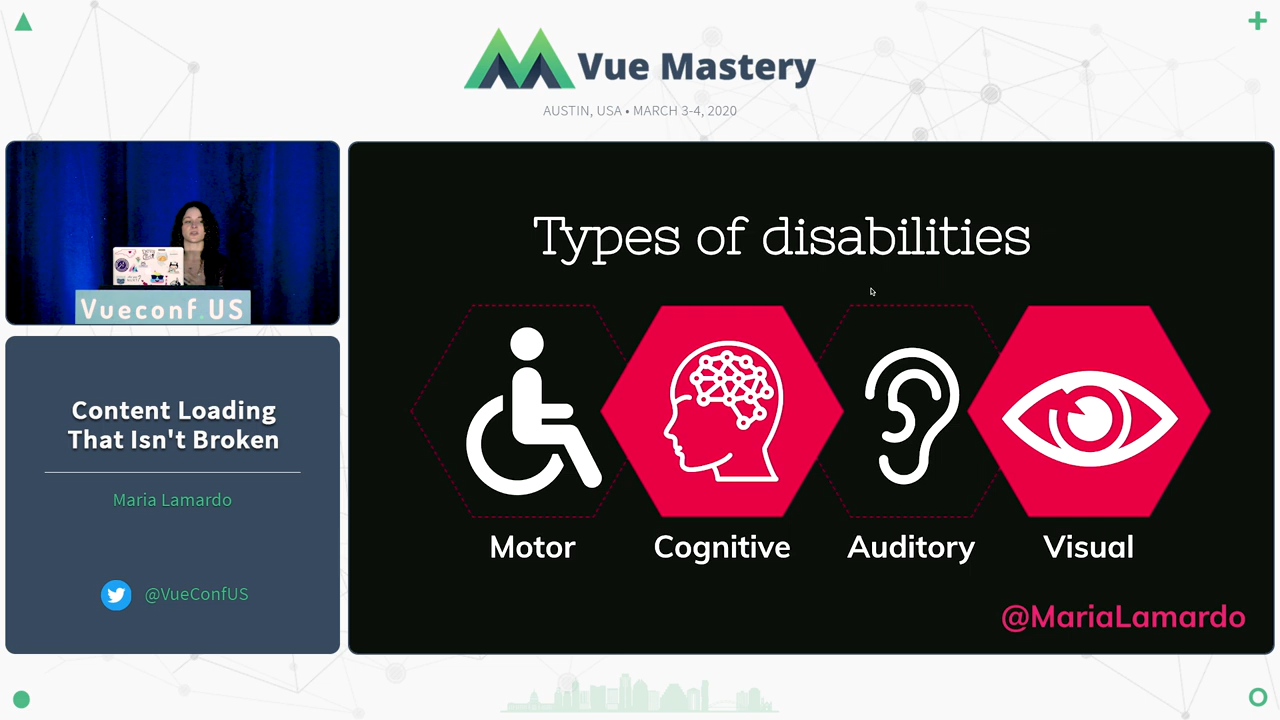 Vue Mastery
AUSTIN, USA • MARCH 3-4, 2020
Vueconf.US
Content Loading
That Isn't Broken
Maria Lamardo
@VueConfUS
Types of disabilities
Motor
Cognitive
Auditory
Visual
@MariaLamardo